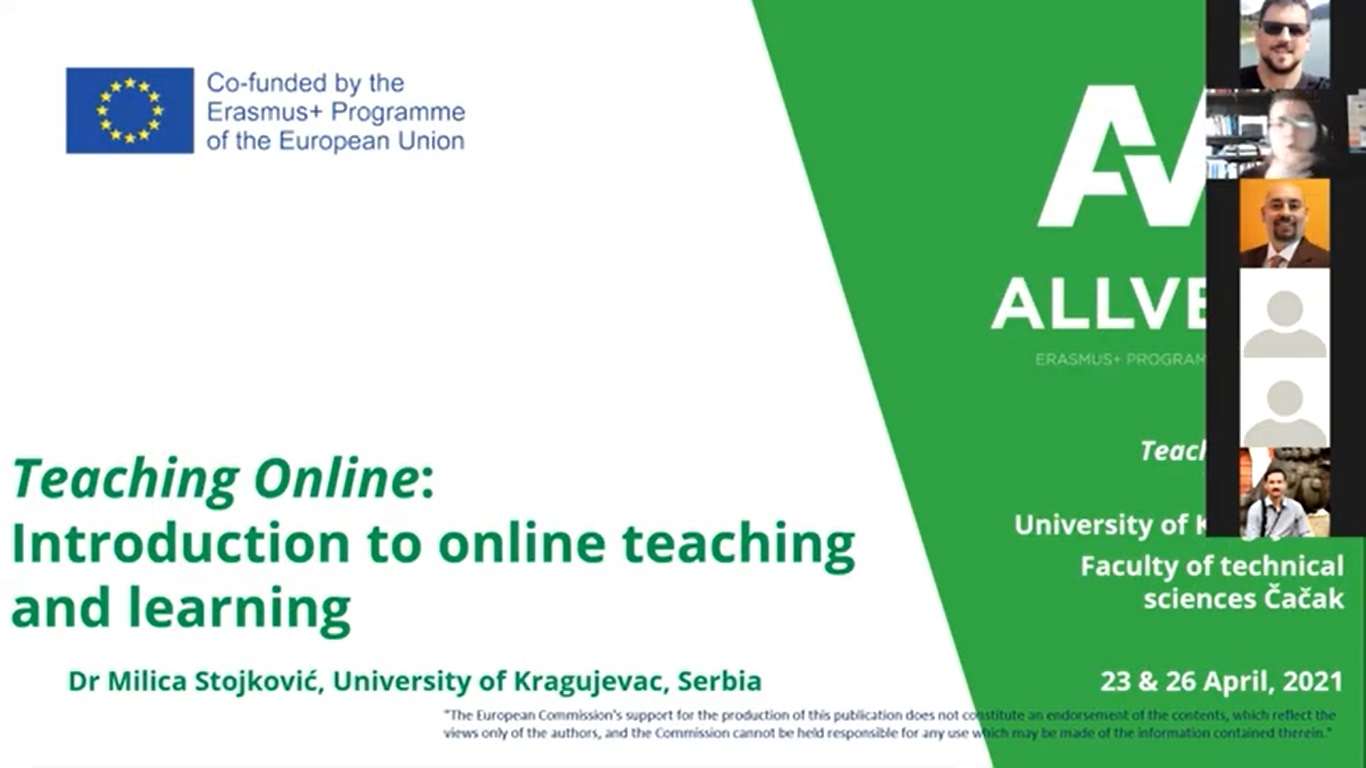 Co-funded by the
Erasmus+ Programme
of the European Union
ALLVE
ERASMUS+ PROGRAM
Teaching Online:
Introduction to online teaching
and learning
Dr Milica Stojković, University of Kragujevac, Serbia
Teach
University of K
Faculty of technical
sciences Čačak
23 & 26 April, 2021
"The European Commission's support for the production of this publication does not constitute an endorsement of the contents, which reflect the
views only of the authors, and the Commission cannot be held responsible for any use which may be made of the information contained therein."